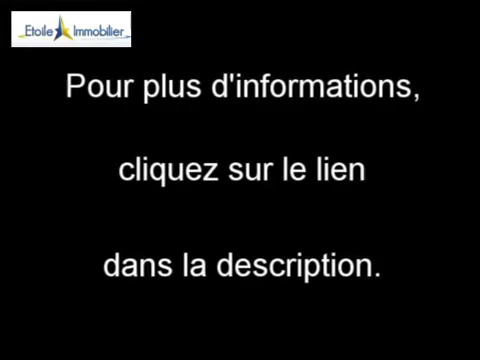 Etoile Immobilier
Pour plus d'informations,
cliquez sur le lien
dans la description.